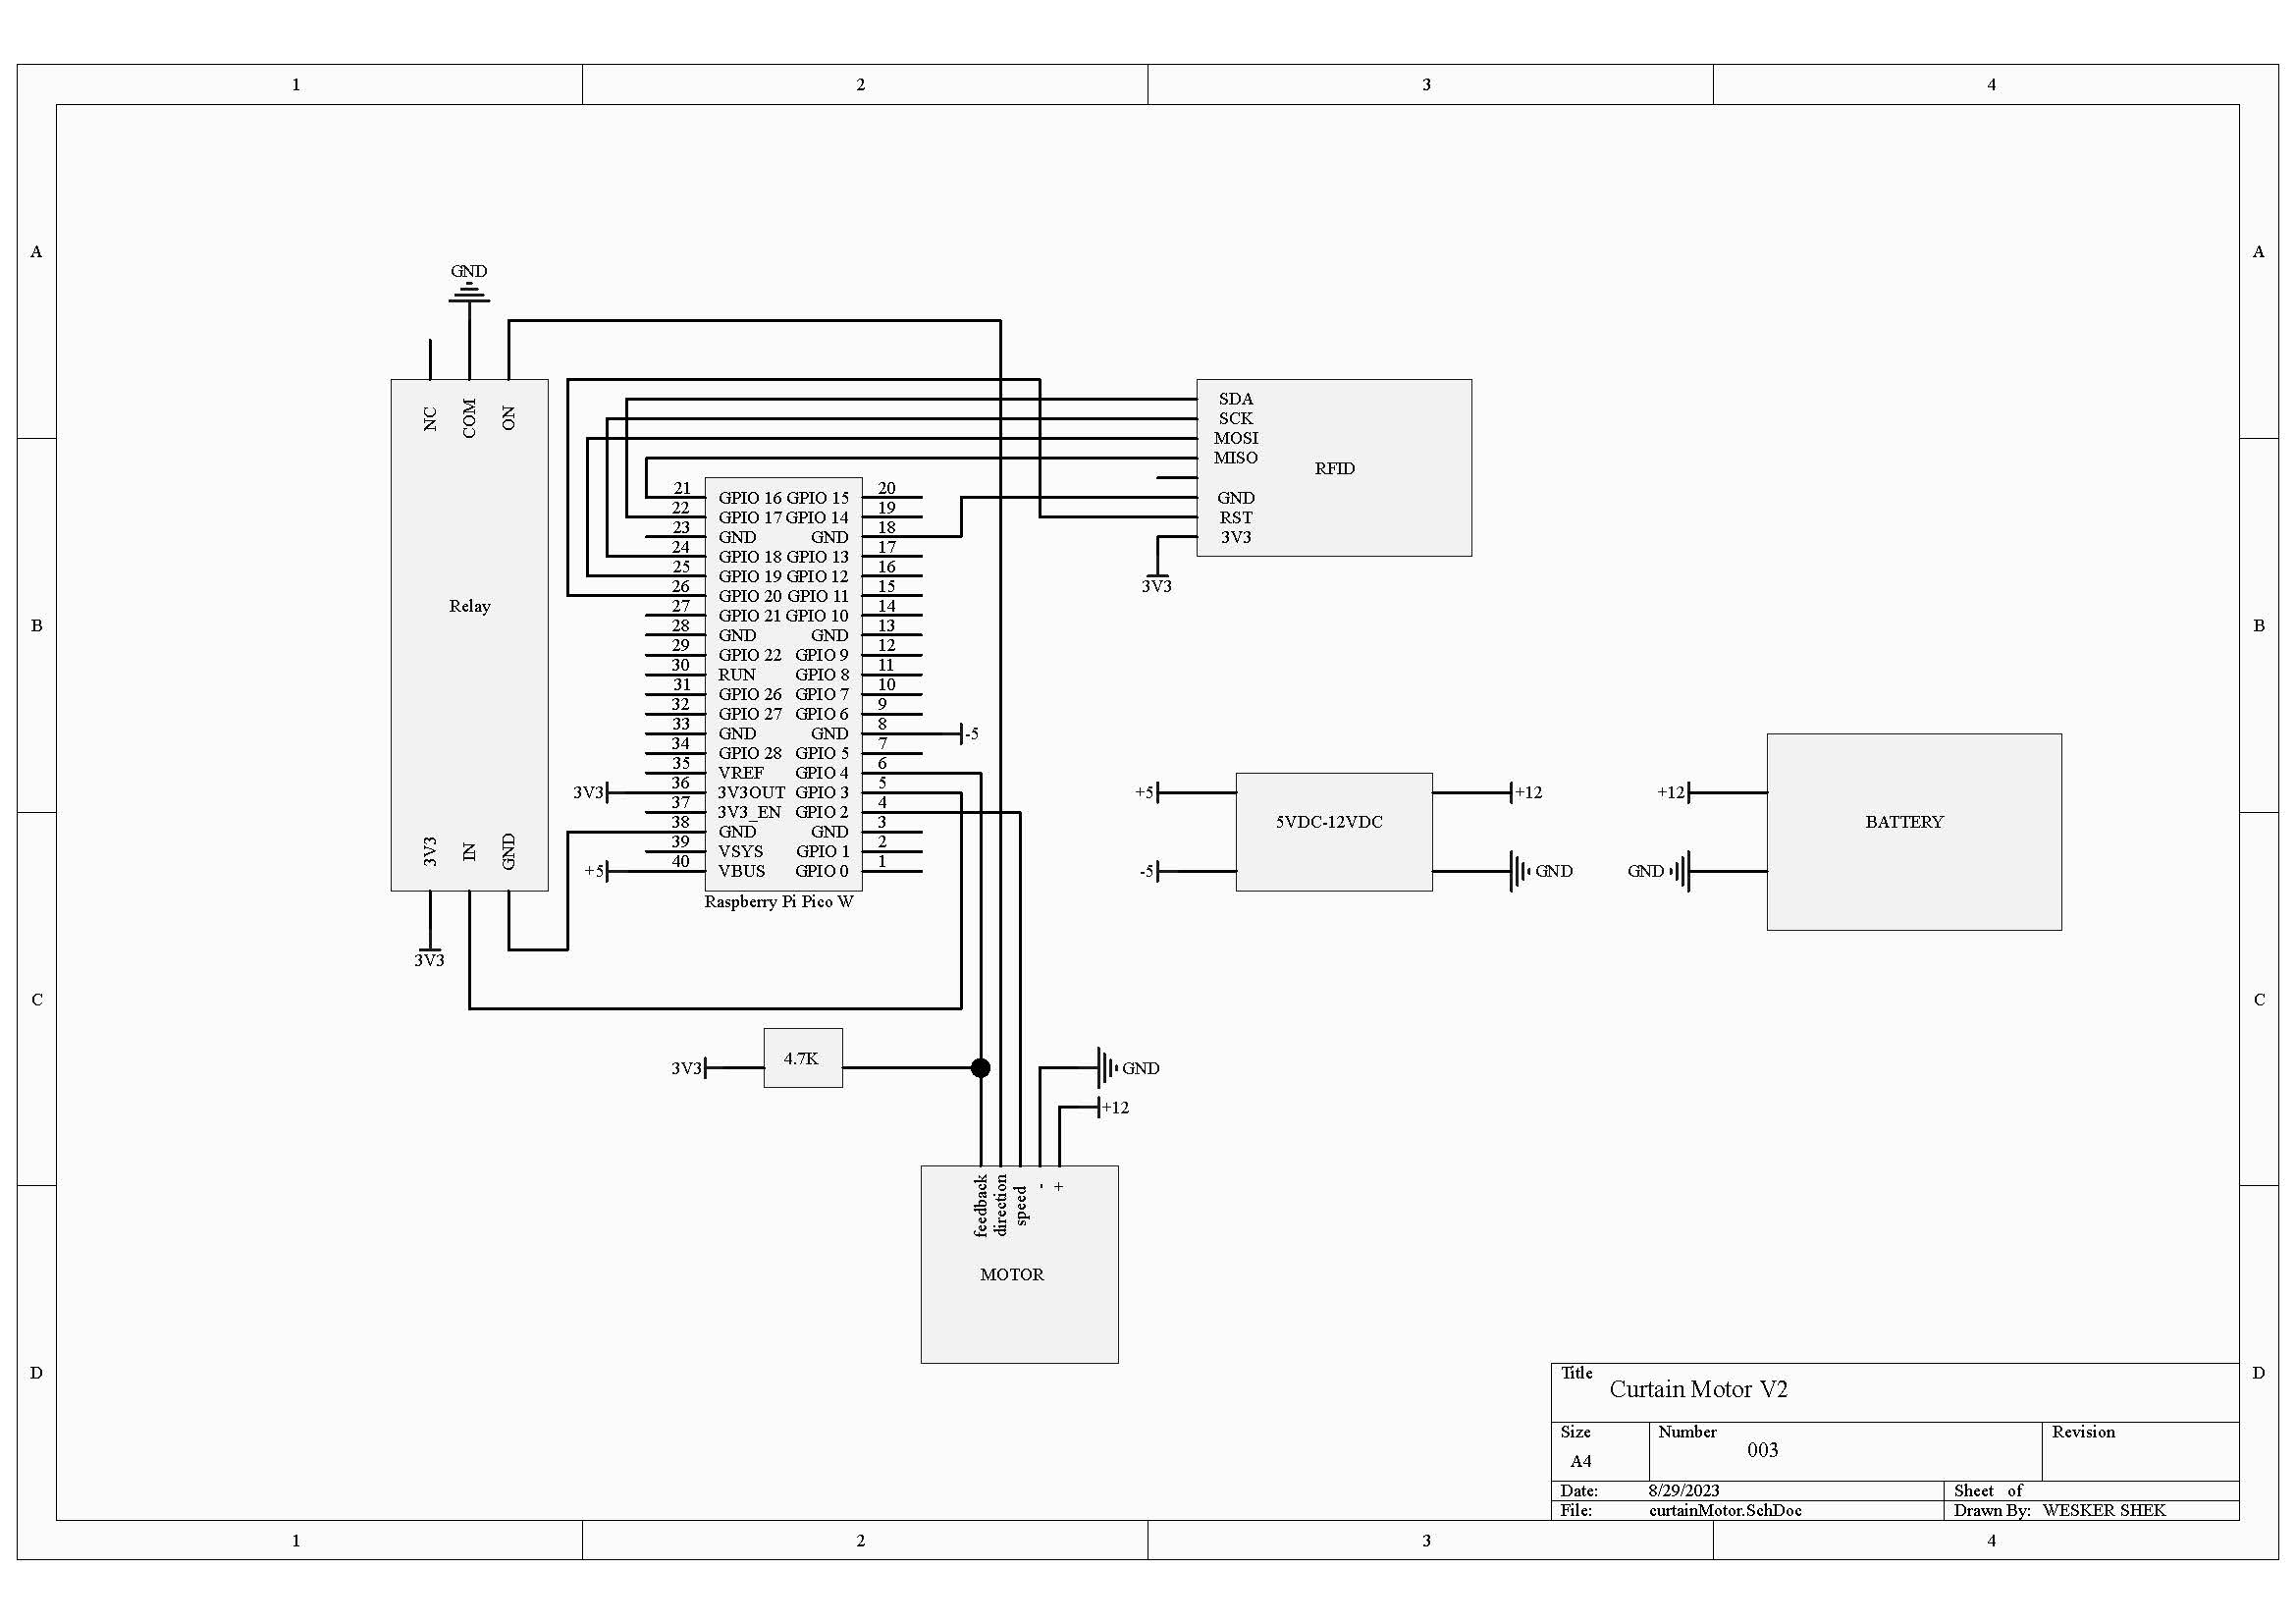 1 2 3 4
A A
GND
NC COM ON
Relay
3V3 IN GND
3V3
SDA
SCK
MOSI
MISO
GND
RST
3V3
RFID
3V3
B B
21 GPIO 16 GPIO 15 20
22 GPIO 17 GPIO 14 19
23 GND GND 18
24 GPIO 18 GPIO 13 17
25 GPIO 19 GPIO 12 16
26 GPIO 20 GPIO 11 15
27 GPIO 21 GPIO 10 14
28 GND GND 13
29 GPIO 22 GPIO 9 12
30 RUN GPIO 8 11
31 GPIO 26 GPIO 7 10
32 GPIO 27 GPIO 6 9
33 GND GND 8 -5
34 GPIO 28 GPIO 5 7
35 VREF GPIO 4 6
3V3 36 3V3OUT GPIO 3 5
37 3V3_EN GPIO 2 4
38 GND GND 3
39 VSYS GPIO 1 2
+5 40 VBUS GPIO 0 1
Raspberry Pi Pico W
+5 +12
5VDC-12VDC
-5 GND
+12
BATTERY
GND
C C
3V3 4.7K
GND
+12
feedback direction speed - +
MOTOR
D D
Title
Curtain Motor V2
Size Number Revision
A4 003
Date: 8/29/2023 Sheet of
File: curtainMotor.SchDoc Drawn By: WESKER SHEK
1 2 3 4